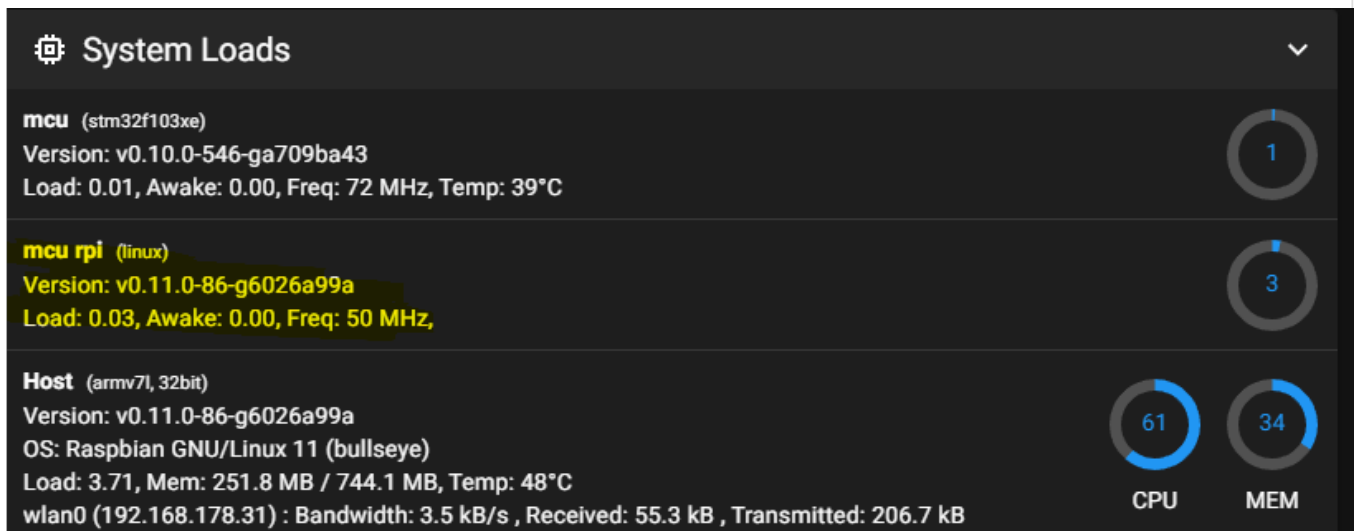 System Loads
mcu (stm32f103xe)
Version: v0.10.0-546-ga709ba43
Load: 0.01, Awake: 0.00, Freq: 72 MHz, Temp: 39°C
1
mcu rpi (linux)
Version: v0.11.0-86-g6026a99a
Load: 0.03, Awake: 0.00, Freq: 50 MHz,
3
Host (armv7l, 32bit)
Version: v0.11.0-86-g6026a99a
OS: Raspbian GNU/Linux 11 (bullseye)
Load: 3.71, Mem: 251.8 MB / 744.1 MB, Temp: 48°C
wlan0 (192.168.178.31) : Bandwidth: 3.5 kB/s , Received: 55.3 kB , Transmitted: 206.7 kB
61 34
CPU MEM